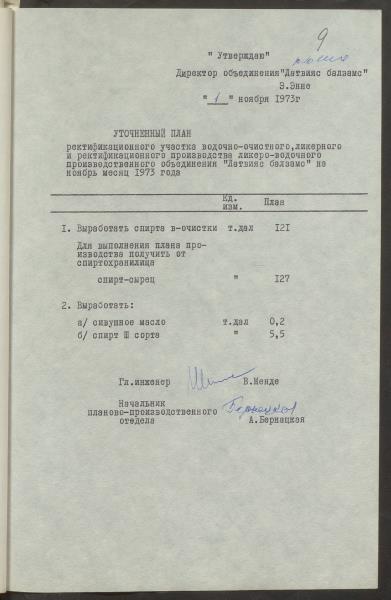 9
"Утверждаю"
Директор объединения"Латвияс балзамс"
Э.Энне
" 1 " ноября 1973г
УТОЧНЕННЫЙ ПЛАН
ректификационного участка водочно-очистного,ликерного
и ректификационного производства ликеро-водочного
производственного объединения "Латвияс балзамс" на
ноябрь месяц 1973 года
Ед. изм. План
I. Выработать спирта в-очистки т.дал I2I
Для выполнения плана про-
изводства получить от
спиртохранилища
спирт-сырец " I27
2. Выработать:
а/ сивушное масло т.дал 0,2
б/ спирт Ш сорта " 5,5
Гл.инженер В.Менде
Начальник
планово-производственного
отедела А.Бернацкая